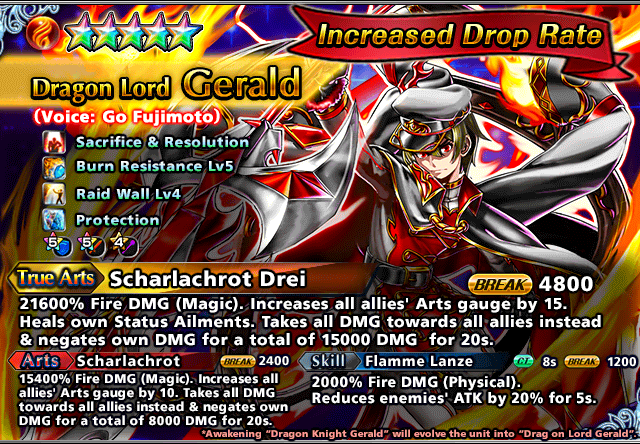 Increased Drop Rate
Dragon Lord Gerald
(Voice: Go Fujimoto)
Sacrifice & Resolution
Burn Resistance Lv5
Raid Wall Lv4
Protection
5 5 4
True Arts Scharlachrot Drei BREAK 4800
21600% Fire DMG (Magic). Increases all allies' Arts gauge by 15.
Heals own Status Ailments. Takes all DMG towards all allies instead
& negates own DMG for a total of 15000 DMG for 20s.
Arts Scharlachrot BREAK 2400
15400% Fire DMG (Magic). Increases all
allies' Arts gauge by 10. Takes all DMG
towards all allies instead & negates own
DMG for a total of 8000 DMG for 20s.
Skill Flamme Lanze CT 8s BREAK 1200
2000% Fire DMG (Physical).
Reduces enemies' ATK by 20% for 5s.
*Awakening "Dragon Knight Gerald" will evolve the unit into "Dragon Lord Gerald".